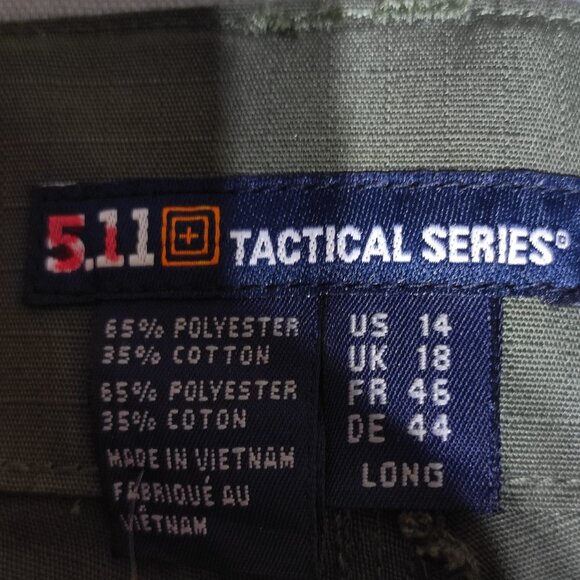 5.11 TACTICAL SERIES®
65% POLYESTER
35% COTTON
65% POLYESTER
35% COTON
MADE IN VIETNAM
FABRIQUÉ AU
VIÊTNAM
US 14
UK 18
FR 46
DE 44
LONG